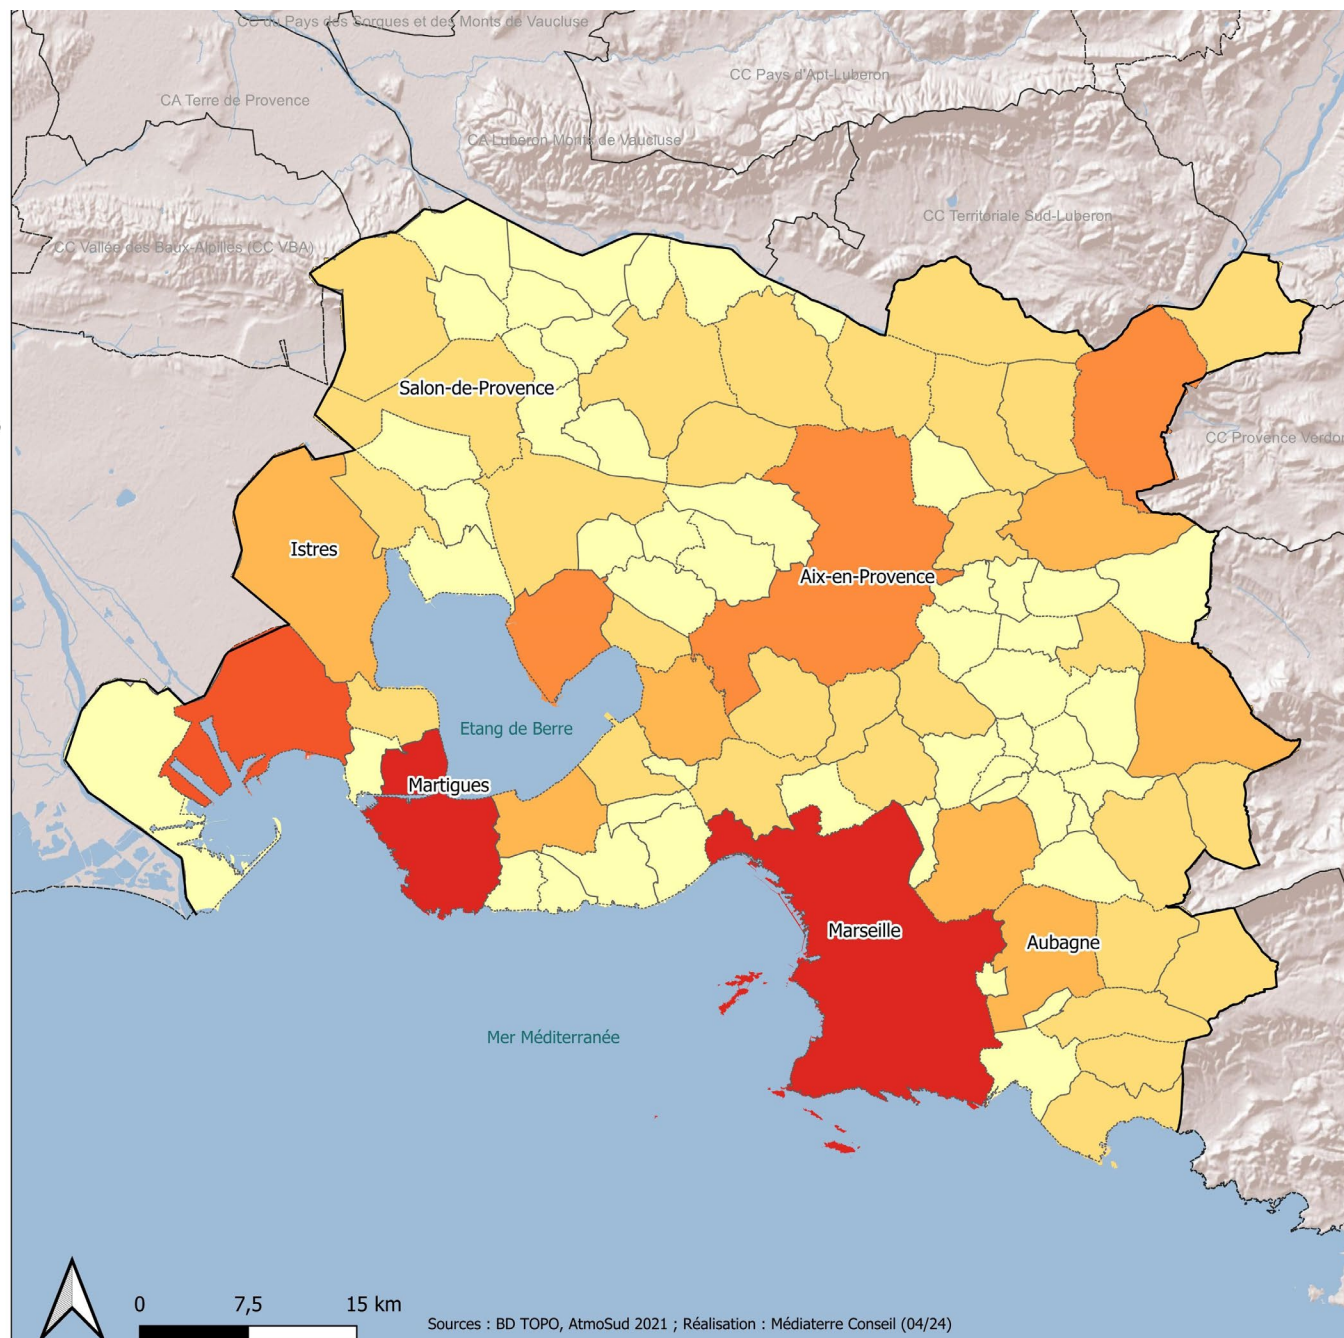 CC du Pays des Sorgues et des Monts de Vaucluse
CC Pays d'Apt-Luberon
CA Terre de Provence
CA Luberon Monts de Vaucluse
CC Territoriale Sud-Luberon
CC Vallée des Baux-Alpilles (CC VBA)
Salon-de-Provence
CC Provence Verdon
Istres
Aix-en-Provence
Etang de Berre
Martigues
Marseille
Aubagne
Mer Méditerranée
0 7,5 15 km
Sources : BD TOPO, AtmoSud 2021 ; Réalisation : Médiaterre Conseil (04/24)